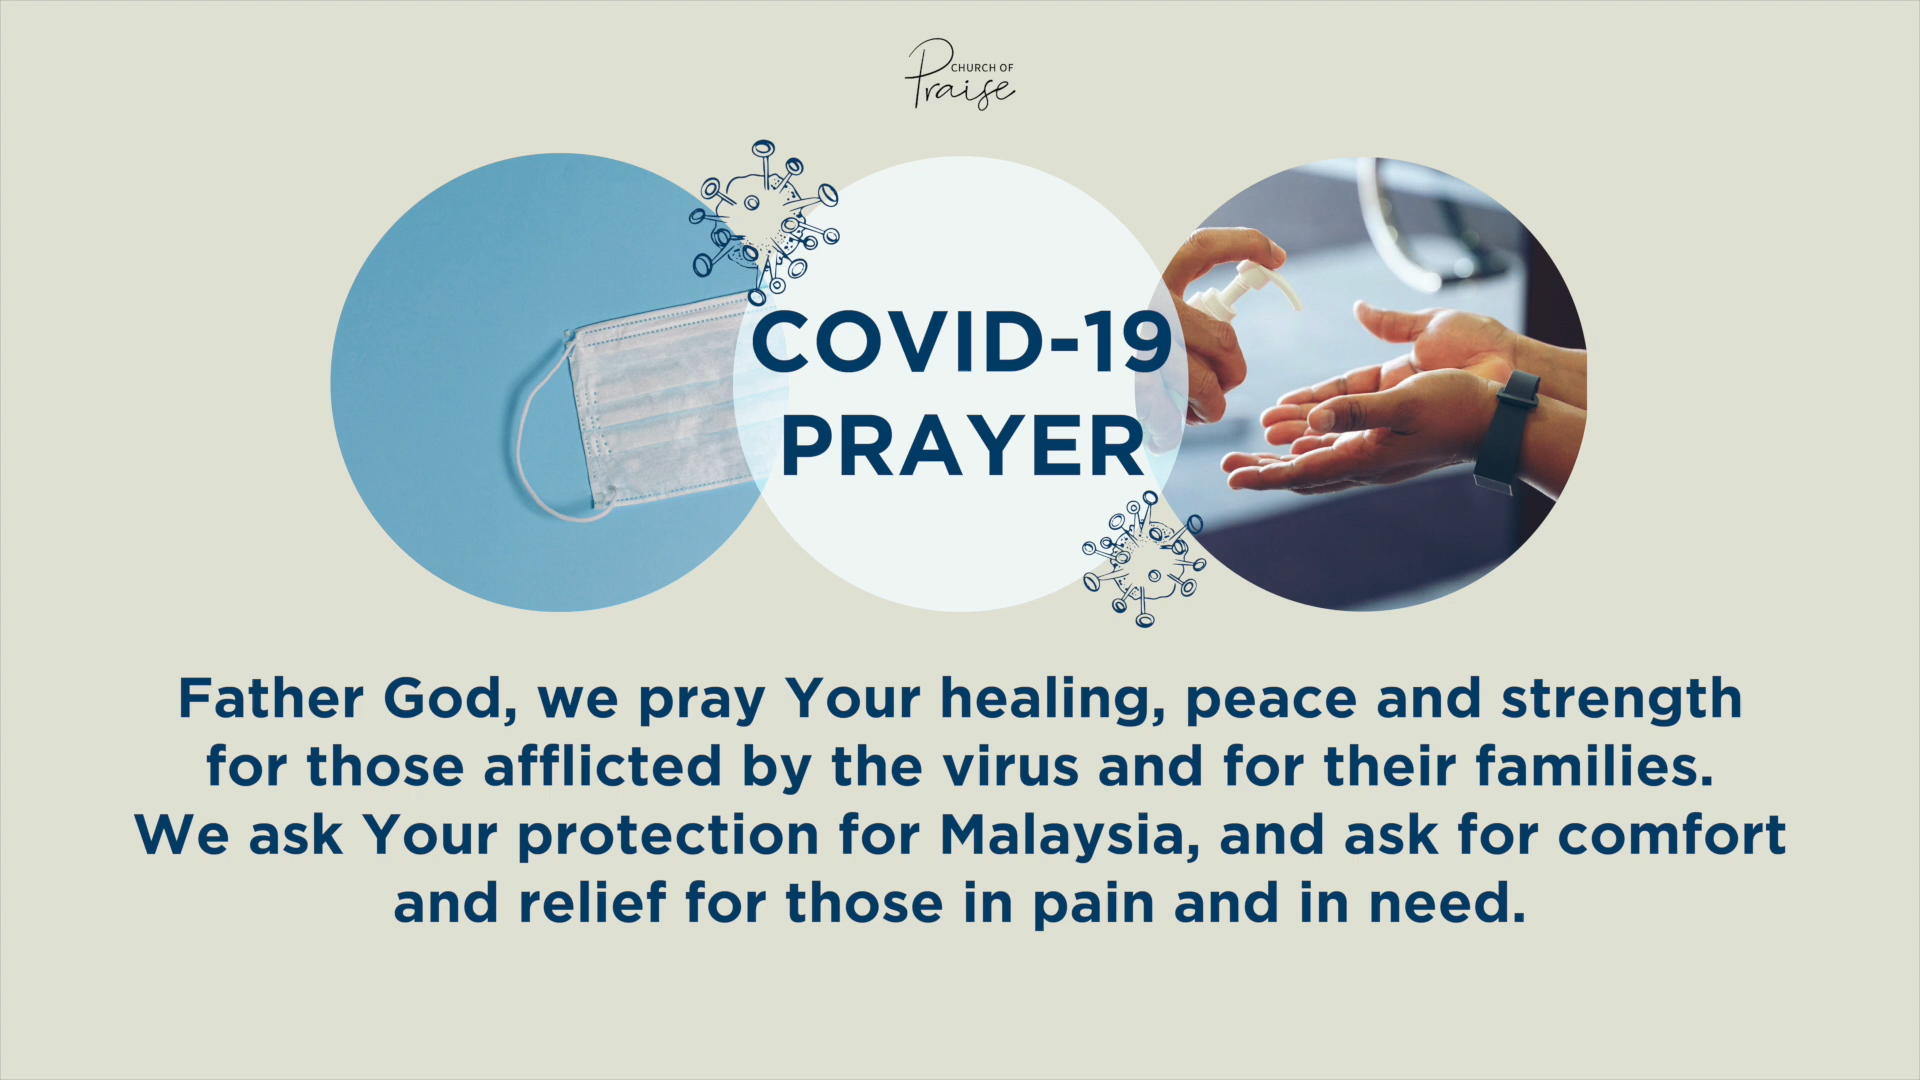 CHURCH OF
Praise
COVID-19
PRAYER
Father God, we pray Your healing, peace and strength
for those afflicted by the virus and for their families.
We ask Your protection for Malaysia, and ask for comfort
and relief for those in pain and in need.